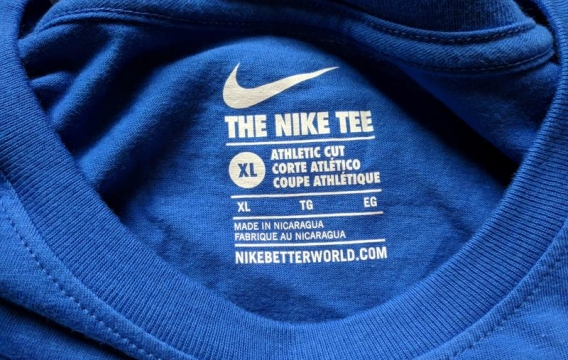 THE NIKE TEE
XL
ATHLETIC CUT
CORTE ATLÉTICO
COUPE ATHLÉTIQUE
XL TG EG
MADE IN NICARAGUA
FABRIQUE AU NICARAGUA
NIKEBETTERWORLD.COM